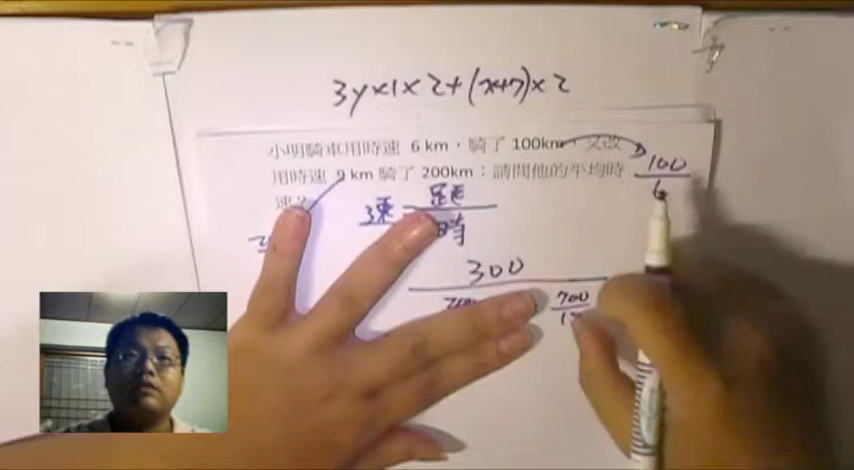 3y×1×2+(x+7)×2
小明騎車用時速 6 km，騎了 100km，又改
100
用時速 9 km 騎了 200km：請問他的平均時
6
速？
速 = 距
時
300
700